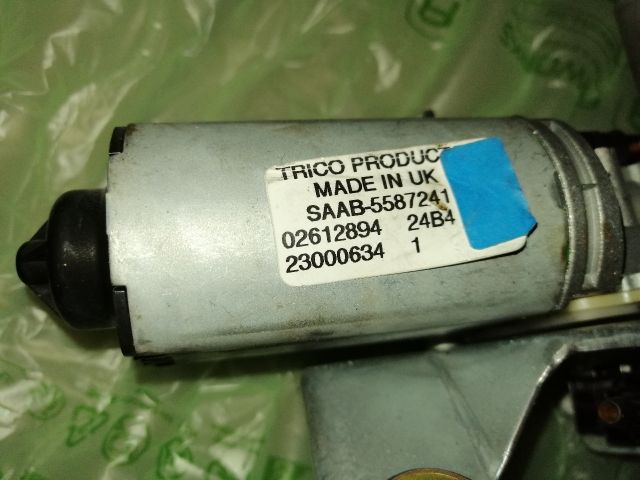 TRICO PRODUC
MADE IN UK
SAAB-5587241
02612894 24B4
23000634 1